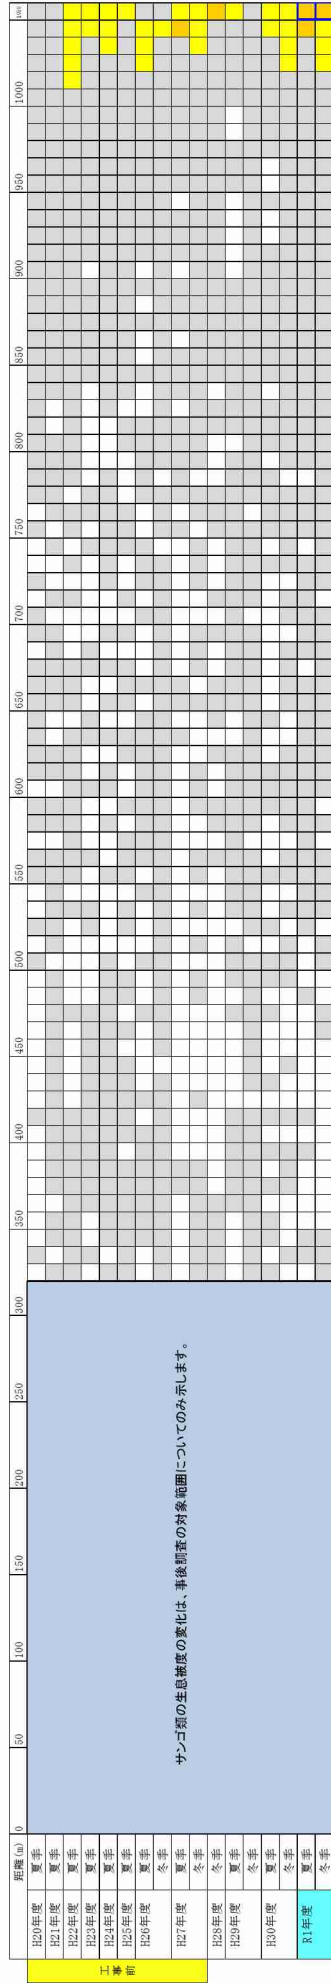 距離(m) 0 50 100 150 200 250 300 350 400 450 500 550 600 650 700 750 800 850 900 950 1000
工事前
H20年度 夏季
H21年度 夏季
H22年度 夏季
H23年度 夏季
H24年度 夏季
H25年度 夏季
H26年度 夏季
冬季
H27年度 夏季
冬季
H28年度 冬季
H29年度 夏季
冬季
H30年度 夏季
冬季
R1年度 夏季
冬季
サンゴ類の生息被度の変化は、事後調査の対象範囲についてのみ示します。